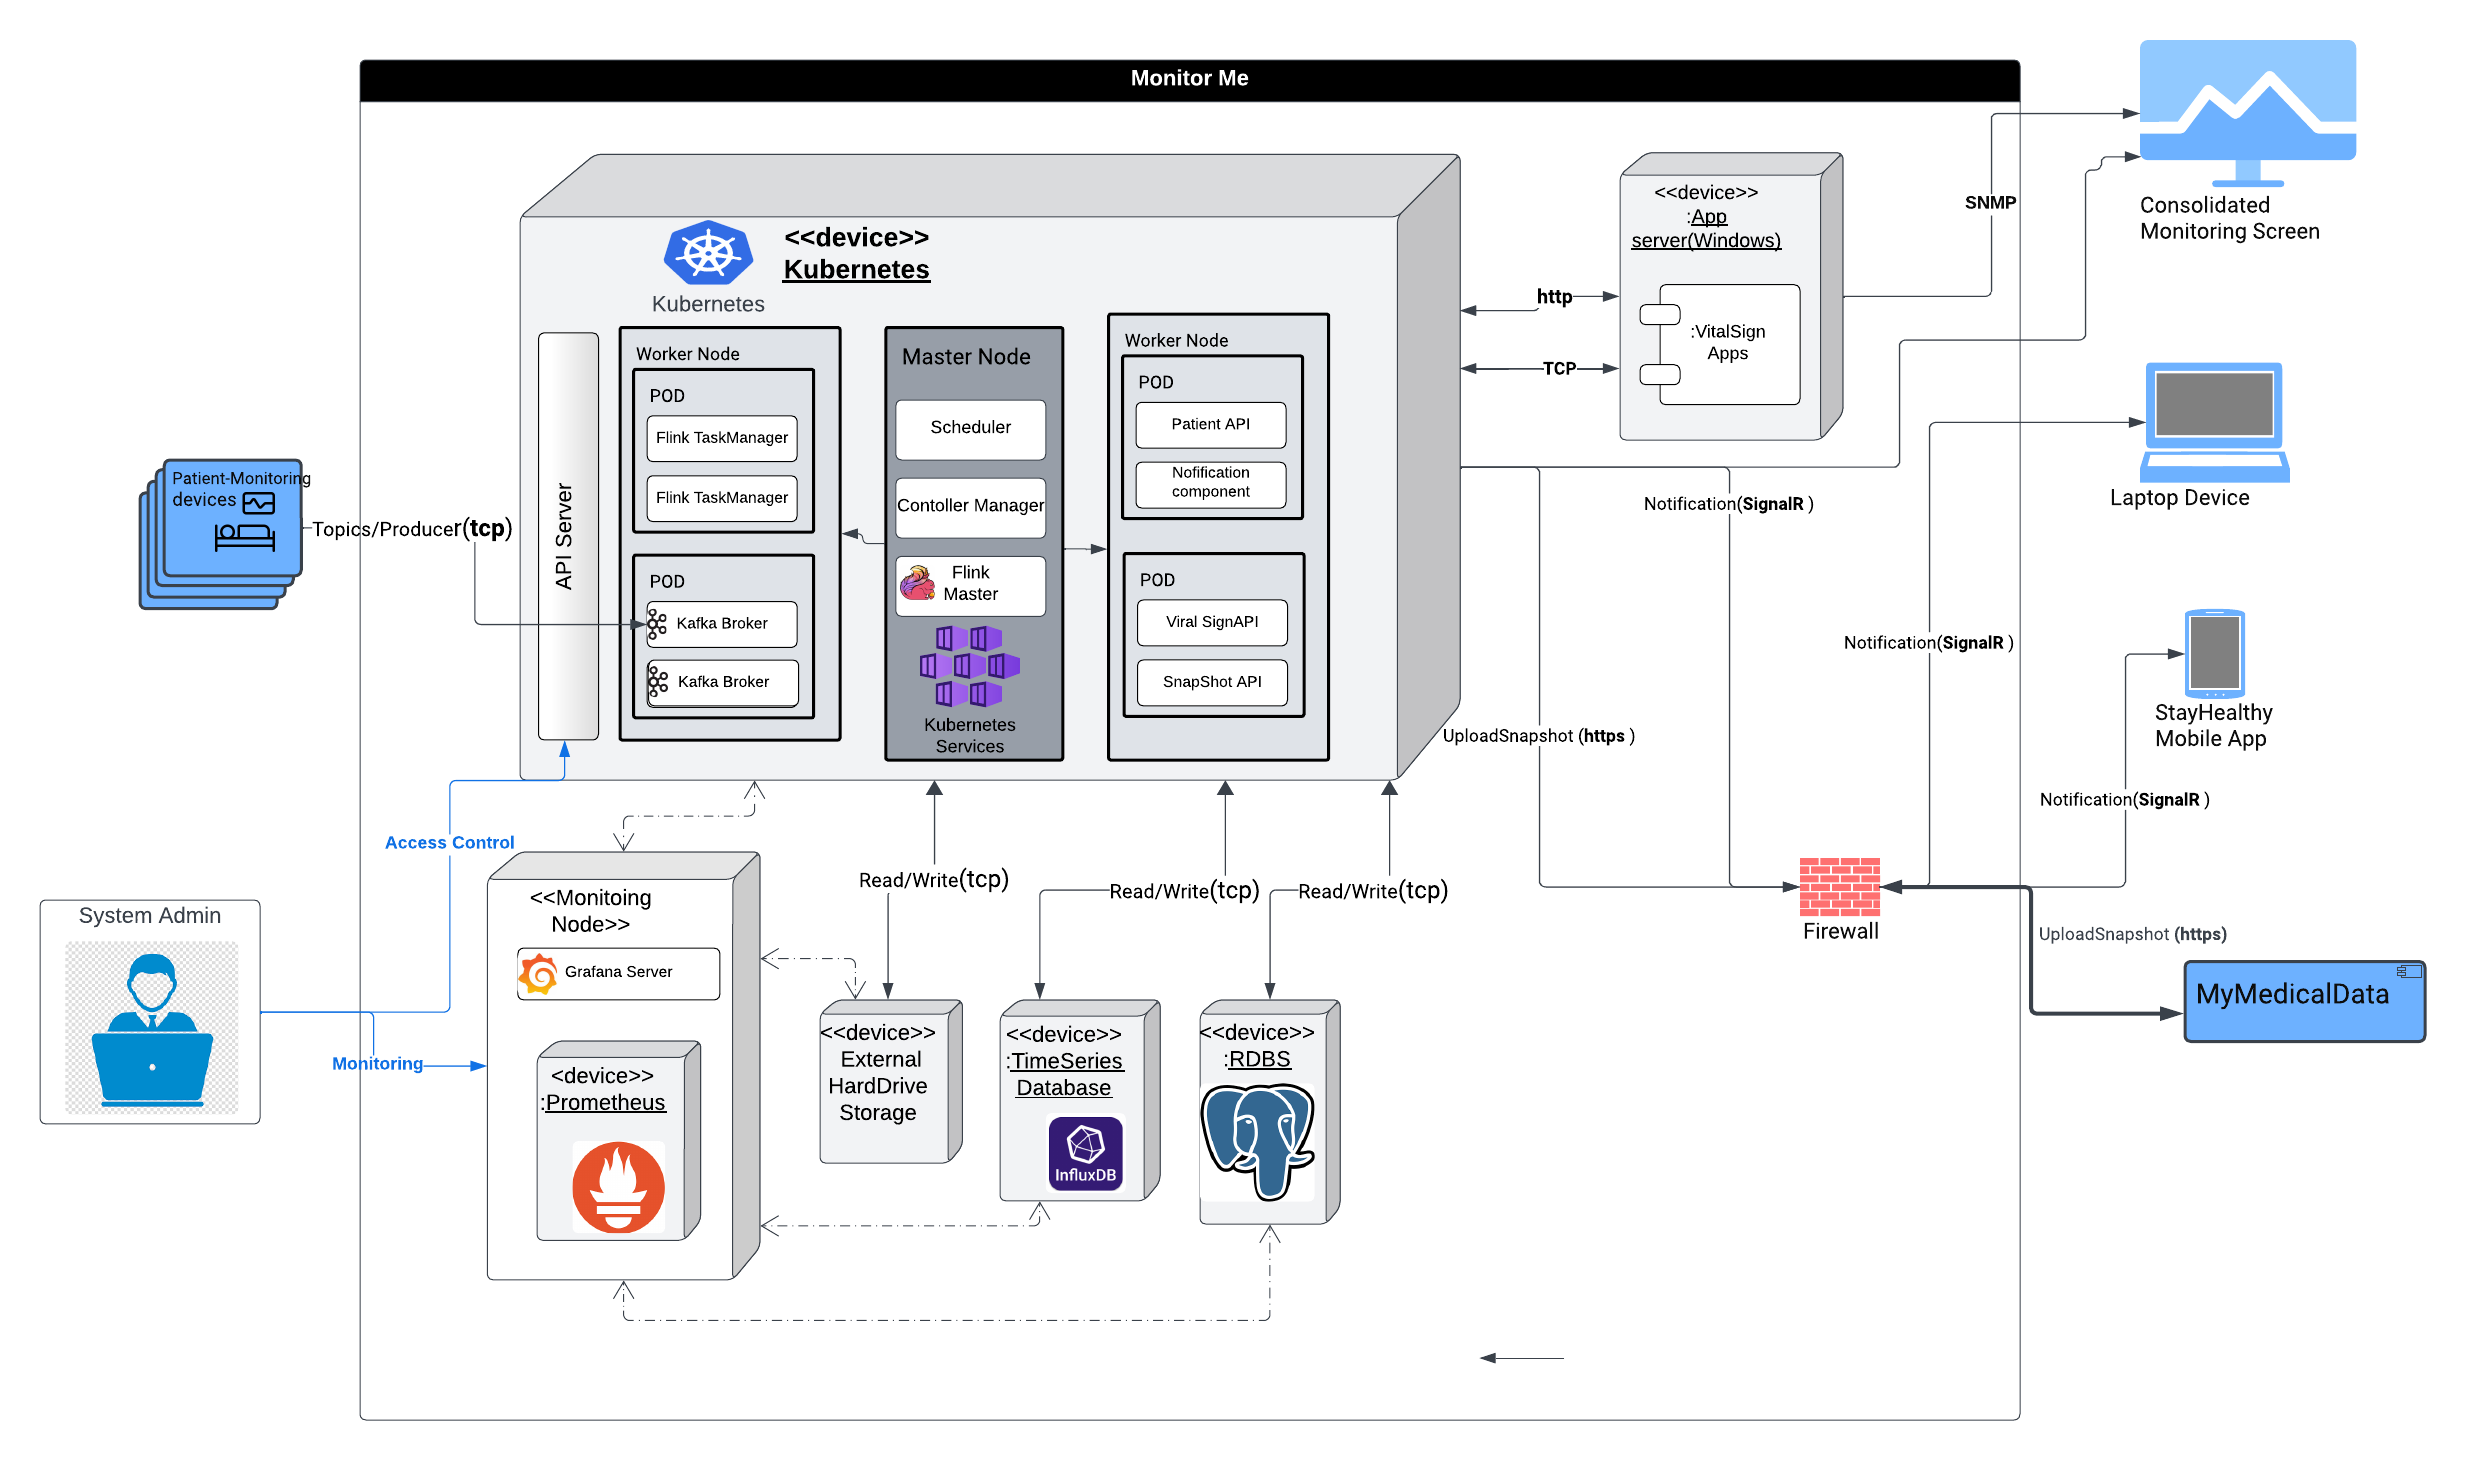 Monitor Me
<<device>>
Kubernetes
Kubernetes
API Server
Worker Node
POD
Flink TaskManager
Flink TaskManager
POD
Kafka Broker
Kafka Broker
Master Node
Scheduler
Contoller Manager
Flink
Master
Kubernetes
Services
Worker Node
POD
Patient API
Nofification
component
POD
Viral SignAPI
SnapShot API
<<device>>
:App
server(Windows)
:VitalSign
Apps
http
TCP
SNMP
Consolidated
Monitoring Screen
Laptop Device
StayHealthy
Mobile App
Notification(SignalR )
Notification(SignalR )
Notification(SignalR )
UploadSnapshot (https )
Firewall
UploadSnapshot (https)
MyMedicalData
Patient-Monitoring
devices
Topics/Producer(tcp)
Access Control
System Admin
Monitoring
<<Monitoing
Node>>
Grafana Server
<device>>
:Prometheus
Read/Write(tcp)
Read/Write(tcp)
Read/Write(tcp)
<<device>>
External
HardDrive
Storage
<<device>>
:TimeSeries
Database
InfluxDB
<<device>>
:RDBS